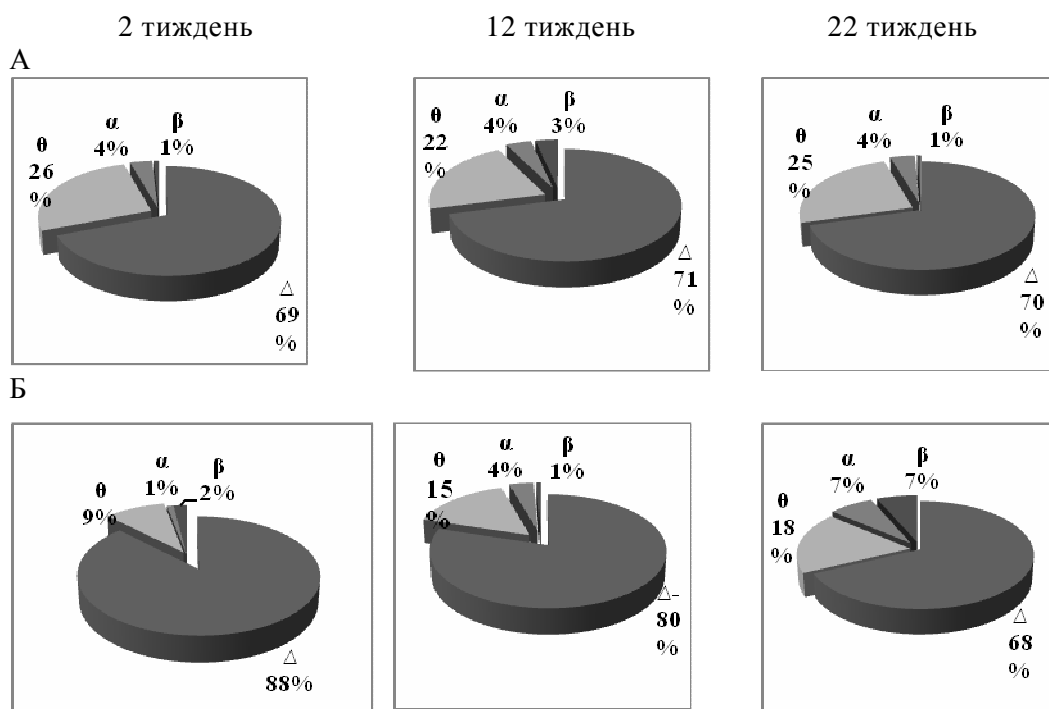 2 тиждень
12 тиждень
22 тиждень
А
θ
26
%
α
4%
β
1%
△
69
%
θ
22
%
α
4%
β
3%
△
71
%
θ
25
%
α
4%
β
1%
△
70
%
Б
θ
9%
α
1%
β
2%
△
88%
θ
15
%
α
4%
β
1%
△-
80
%
θ
18
%
α
7%
β
7%
△
68
%